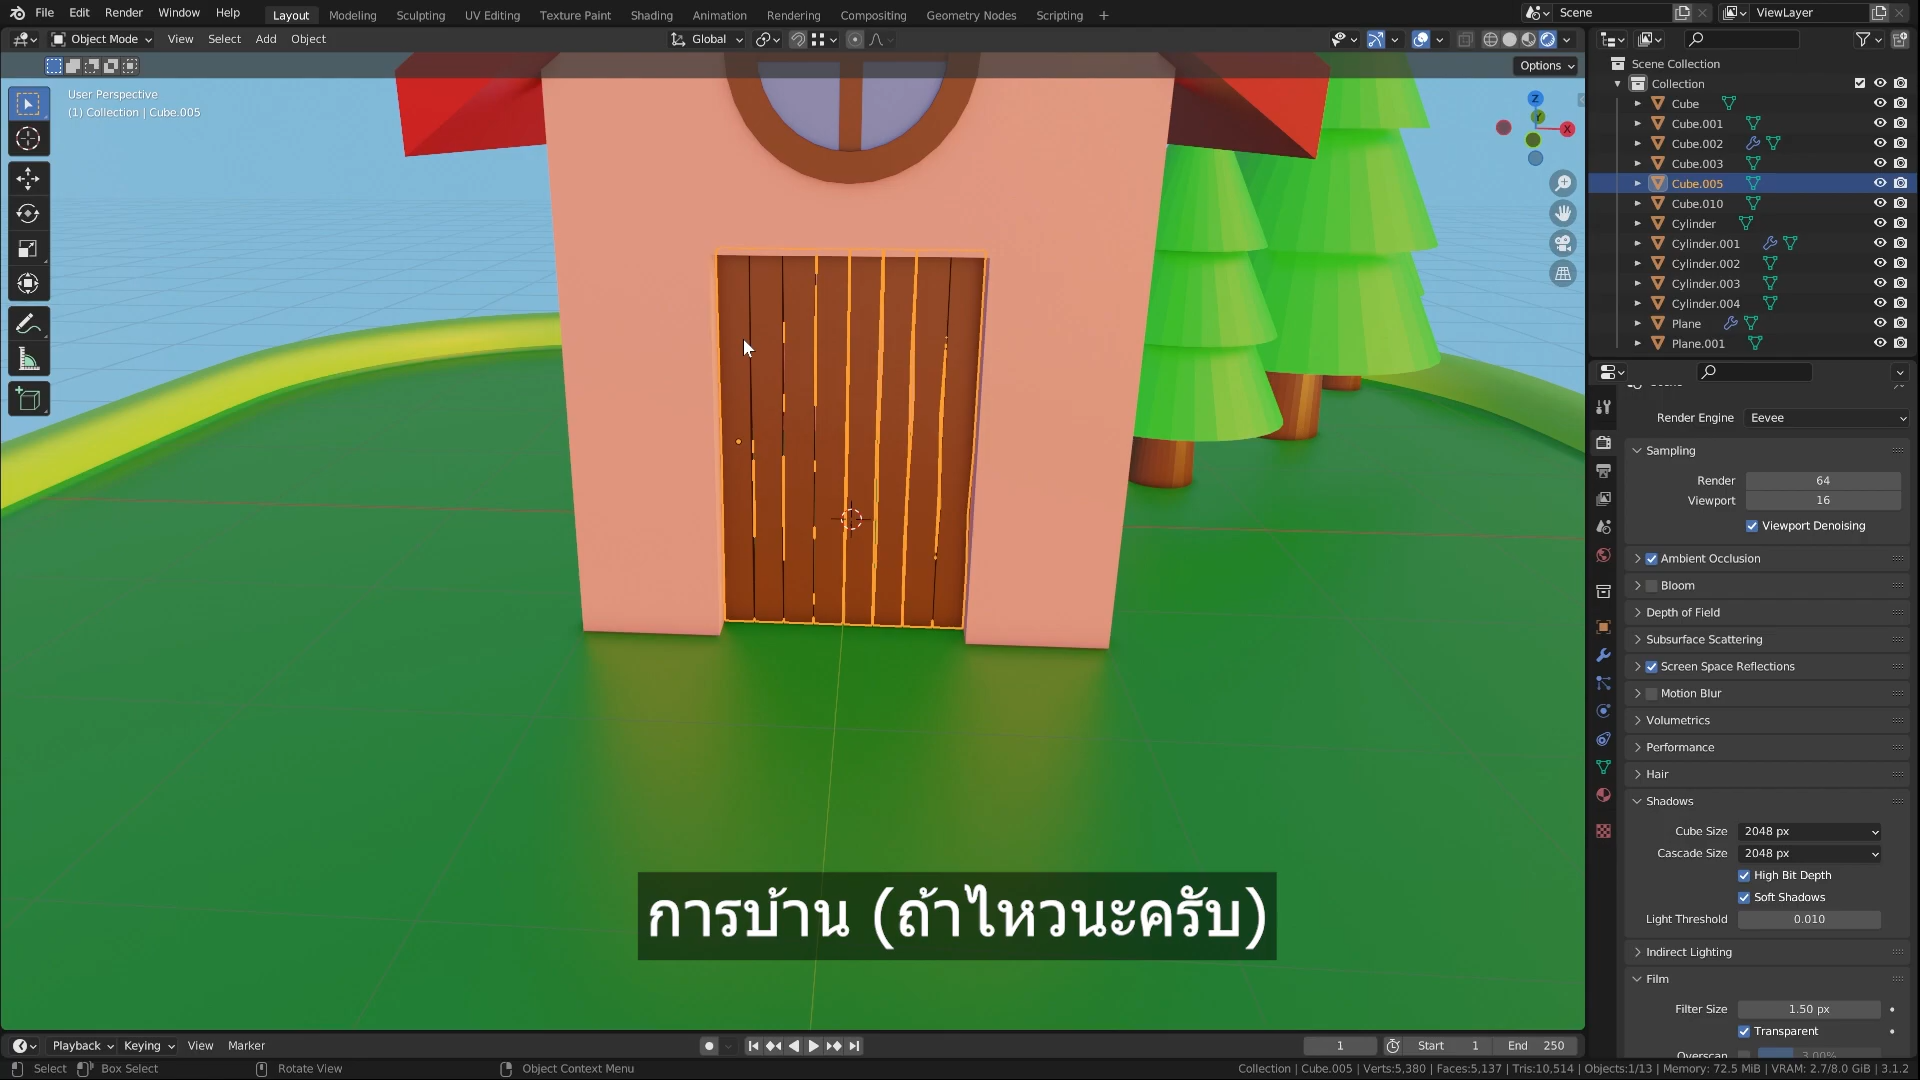 File Edit Render Window Help Layout Modeling Sculpting UV Editing Texture Paint Shading Animation Rendering Compositing Geometry Nodes Scripting + Scene ViewLayer
Object Mode View Select Add Object Global
Options
User Perspective
(1) Collection | Cube.005
Z
Y
X
Scene Collection
Collection
Cube
Cube.001
Cube.002
Cube.003
Cube.005
Cube.010
Cylinder
Cylinder.001
Cylinder.002
Cylinder.003
Cylinder.004
Plane
Plane.001
Render Engine Eevee
Sampling
Render 64
Viewport 16
Viewport Denoising
Ambient Occlusion
Bloom
Depth of Field
Subsurface Scattering
Screen Space Reflections
Motion Blur
Volumetrics
Performance
Hair
Shadows
Cube Size 2048 px
Cascade Size 2048 px
High Bit Depth
Soft Shadows
Light Threshold 0.010
Indirect Lighting
Film
Filter Size 1.50 px
Transparent
Overscan 3.00%
การบ้าน (ถ้าไหวนะครับ)
Playback Keying View Marker 1 Start 1 End 250
Select Box Select Rotate View Object Context Menu Collection | Cube.005 | Verts:5,380 | Faces:5,137 | Tris:10,514 | Objects:1/13 | Memory: 72.5 MiB | VRAM: 2.7/8.0 GiB | 3.1.2